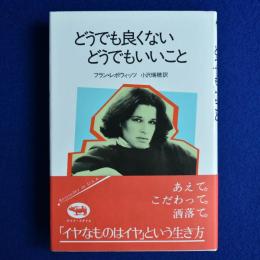 どうでも良くない
どうでもいいこと
フラン・レボウィッツ 小沢瑞穂訳
あえて。
こだわって。
洒落て。
「イヤなものはイヤ」という生き方